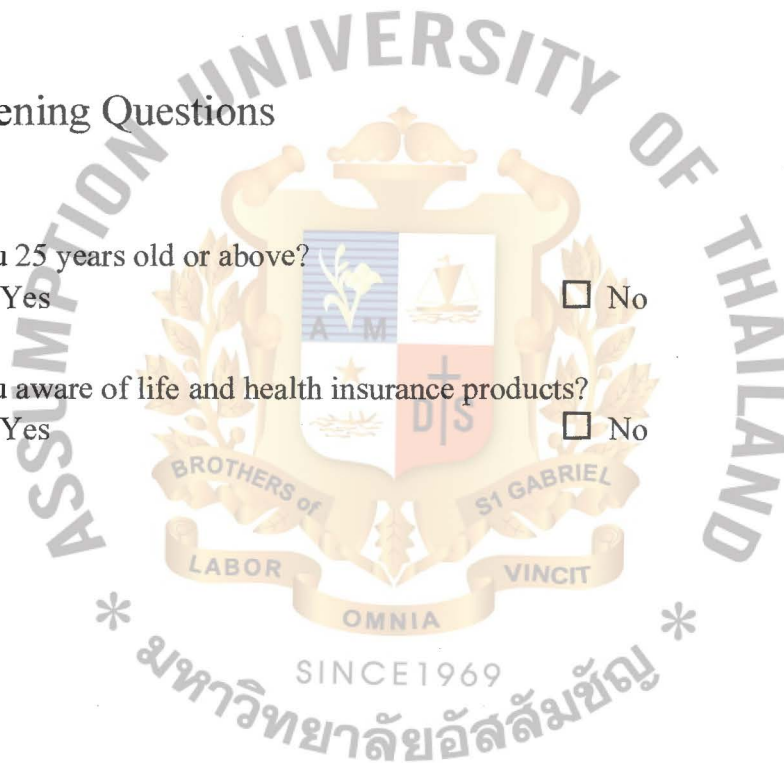 ening Questions
u 25 years old or above?
Yes ☐ No
u aware of life and health insurance products?
Yes ☐ No
ASSUMPTION UNIVERSITY OF THAILAND
A M
D S
BROTHERS of ST GABRIEL
LABOR OMNIA VINCIT
SINCE1969
* มหาวิทยาลัยอัสสัมชัญ *